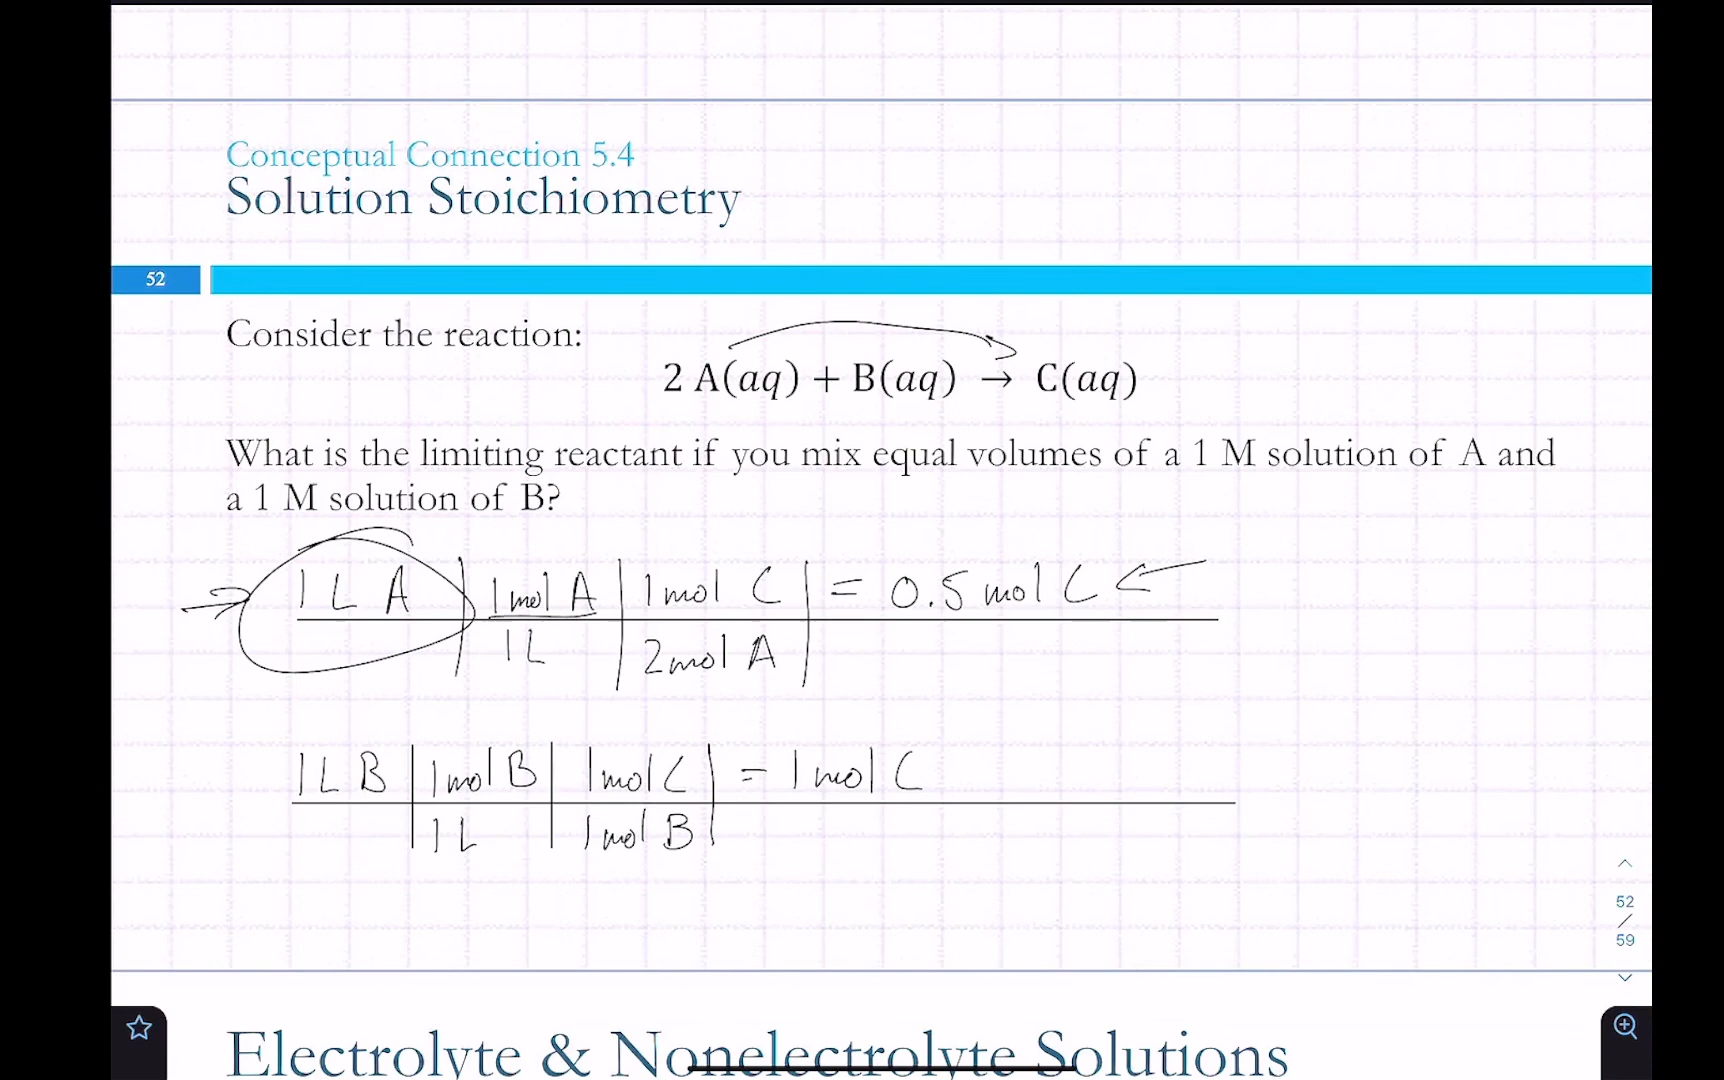 Conceptual Connection 5.4
Solution Stoichiometry
52
Consider the reaction:
2 A(aq) + B(aq) → C(aq)
What is the limiting reactant if you mix equal volumes of a 1 M solution of A and
a 1 M solution of B?
1 L A | 1 mol A | 1 mol C | = 0.5 mol C
1 L | 2 mol A
1 L B | 1 mol B | 1 mol C | = 1 mol C
1 L | 1 mol B
52
/
59
Electrolyte & Nonelectrolyte Solutions